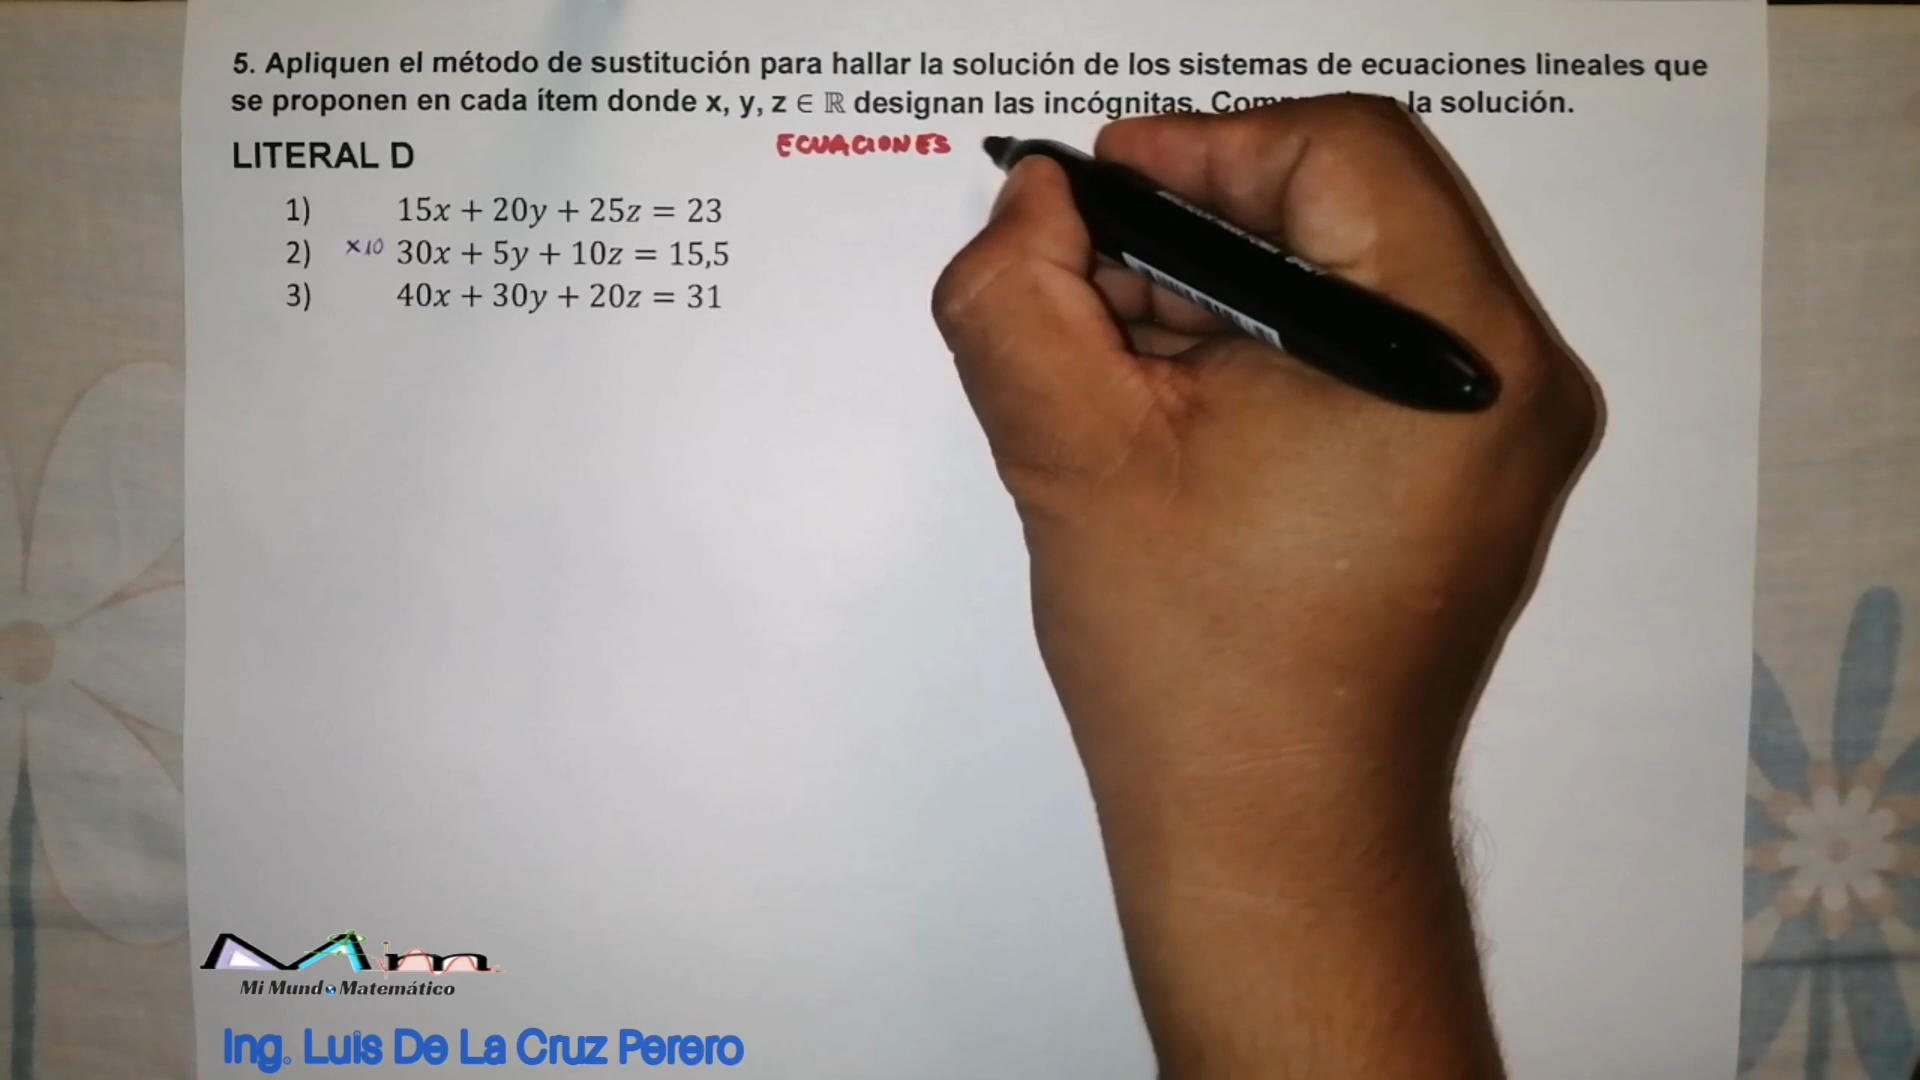 5. Apliquen el método de sustitución para hallar la solución de los sistemas de ecuaciones lineales que
se proponen en cada ítem donde x, y, z ∈ ℝ designan las incógnitas. la solución.
ECUACIONES
LITERAL D
1) 15x + 20y + 25z = 23
2) ×10 30x + 5y + 10z = 15,5
3) 40x + 30y + 20z = 31
Mim
Mi Mundo Matemático
Ing. Luis De La Cruz Perero